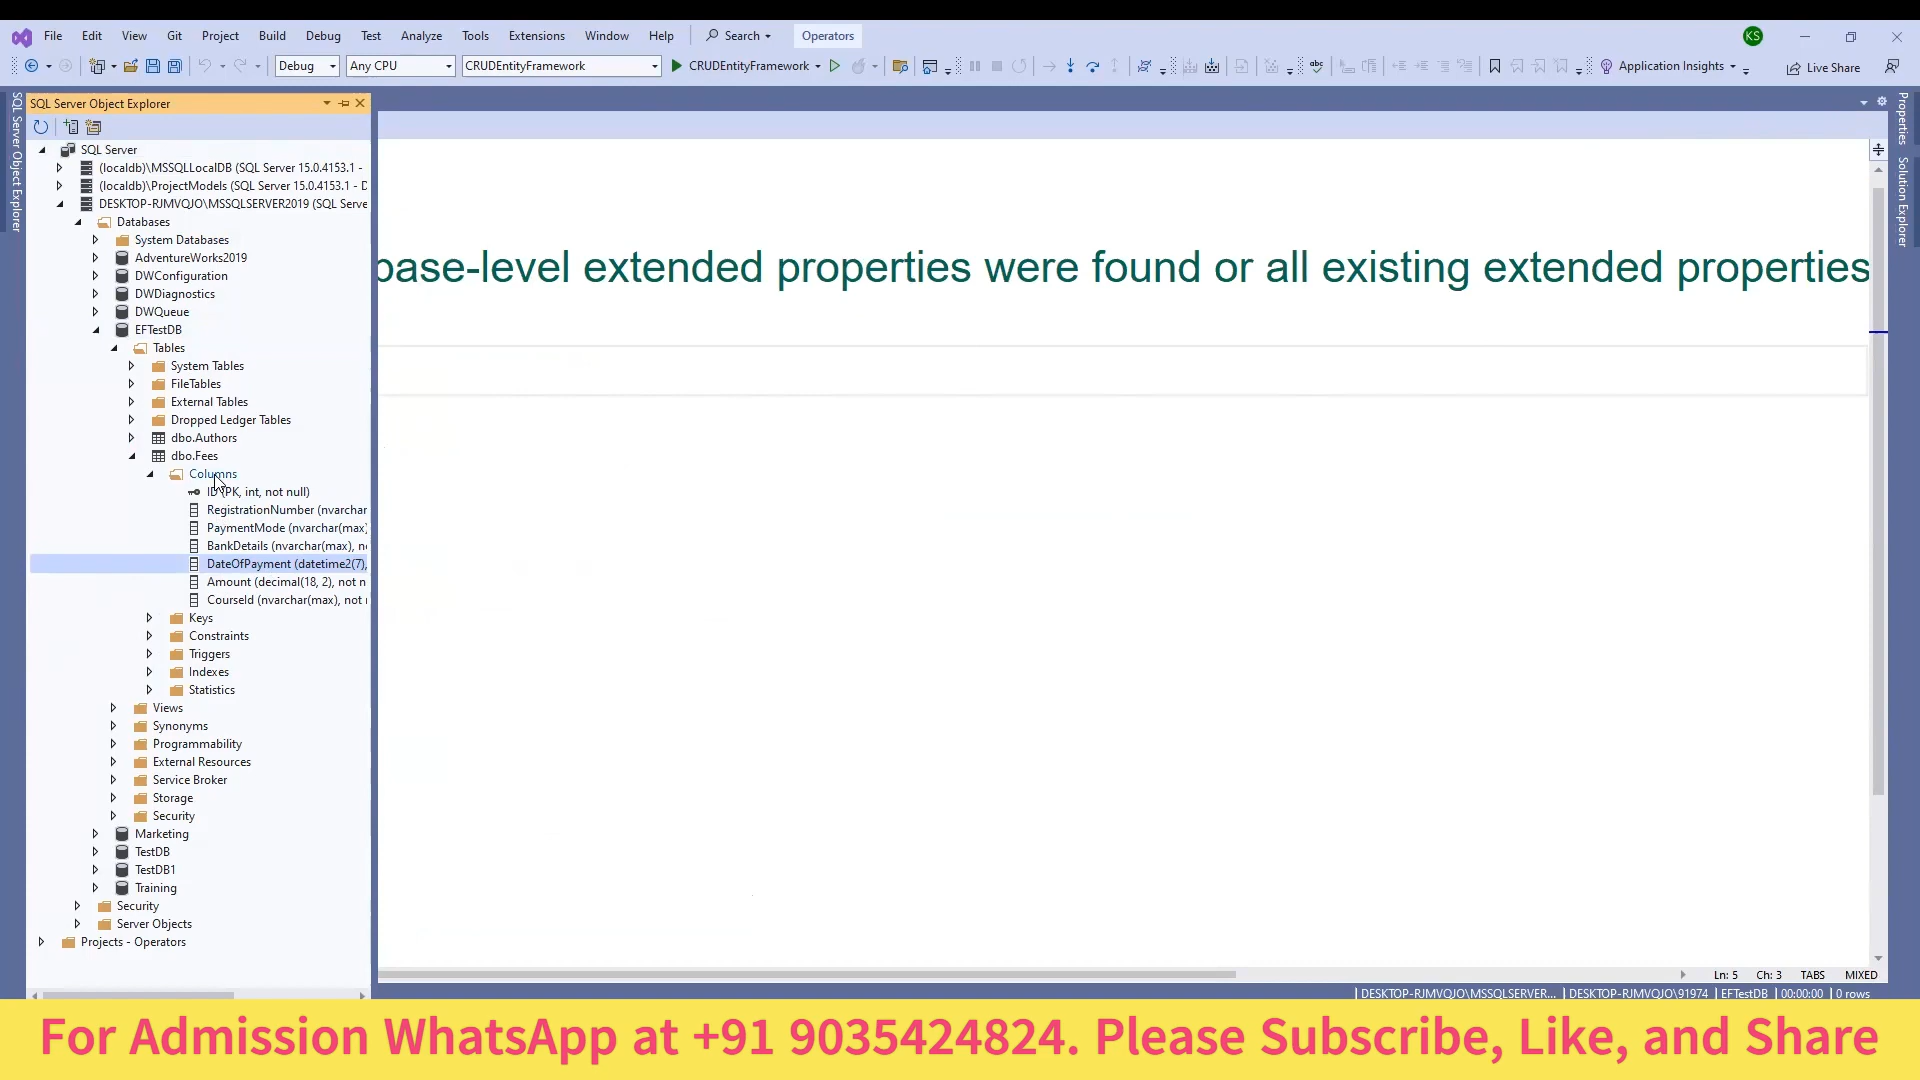 File Edit View Git Project Build Debug Test Analyze Tools Extensions Window Help Search Operators KS
Debug Any CPU CRUDEntityFramework CRUDEntityFramework Application Insights Live Share
SQL Server Object Explorer
SQL Server Object Explorer
SQL Server
(localdb)\MSSQLLocalDB (SQL Server 15.0.4153.1 -
(localdb)\ProjectModels (SQL Server 15.0.4153.1 - D
DESKTOP-RJMVQJO\MSSQLSERVER2019 (SQL Serve
Databases
System Databases
AdventureWorks2019
DWConfiguration
DWDiagnostics
DWQueue
EFTestDB
Tables
System Tables
FileTables
External Tables
Dropped Ledger Tables
dbo.Authors
dbo.Fees
Columns
ID (PK, int, not null)
RegistrationNumber (nvarchar
PaymentMode (nvarchar(max)
BankDetails (nvarchar(max), n
DateOfPayment (datetime2(7),
Amount (decimal(18, 2), not n
CourseId (nvarchar(max), not
Keys
Constraints
Triggers
Indexes
Statistics
Views
Synonyms
Programmability
External Resources
Service Broker
Storage
Security
Marketing
TestDB
TestDB1
Training
Security
Server Objects
Projects - Operators
base-level extended properties were found or all existing extended properties
Properties
Solution Explorer
Ln: 5 Ch: 3 TABS MIXED
DESKTOP-RJMVQJO\MSSQLSERVER... DESKTOP-RJMVQJO\91974 EFTestDB 00:00:00 0 rows
For Admission WhatsApp at +91 9035424824. Please Subscribe, Like, and Share